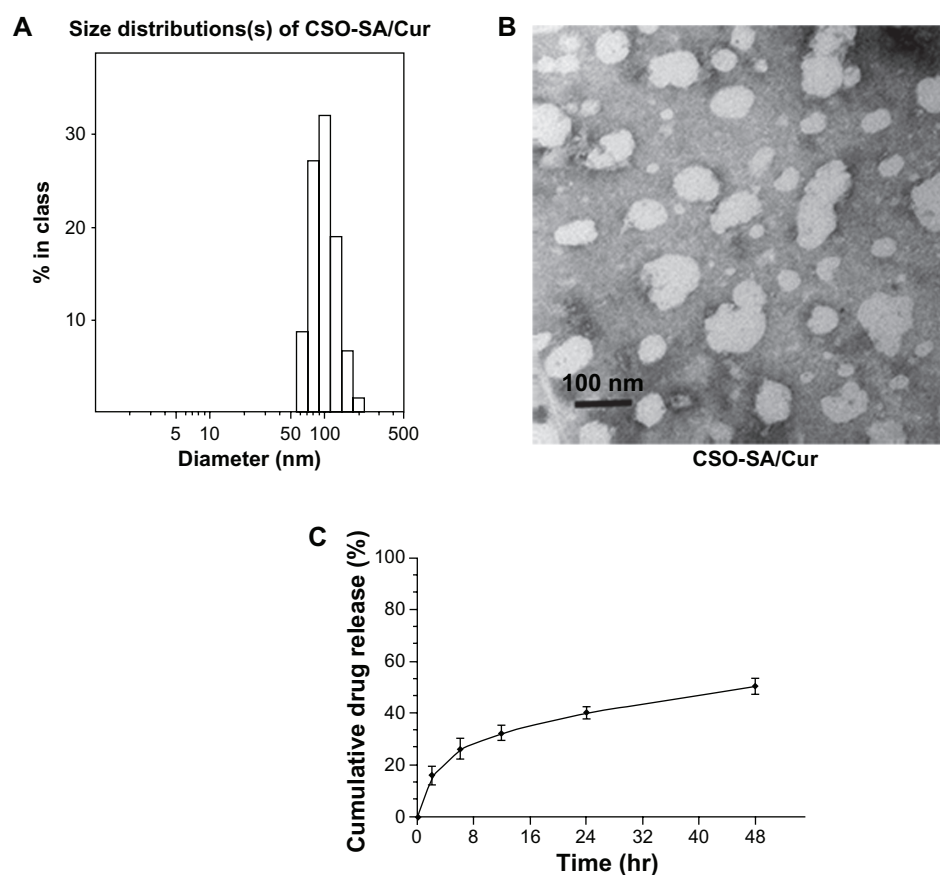 A
Size distributions(s) of CSO-SA/Cur
% in class
30
20
10
5 10 50 100 500
Diameter (nm)
B
100 nm
CSO-SA/Cur
C
Cumulative drug release (%)
100
80
60
40
20
0
0 8 16 24 32 40 48
Time (hr)